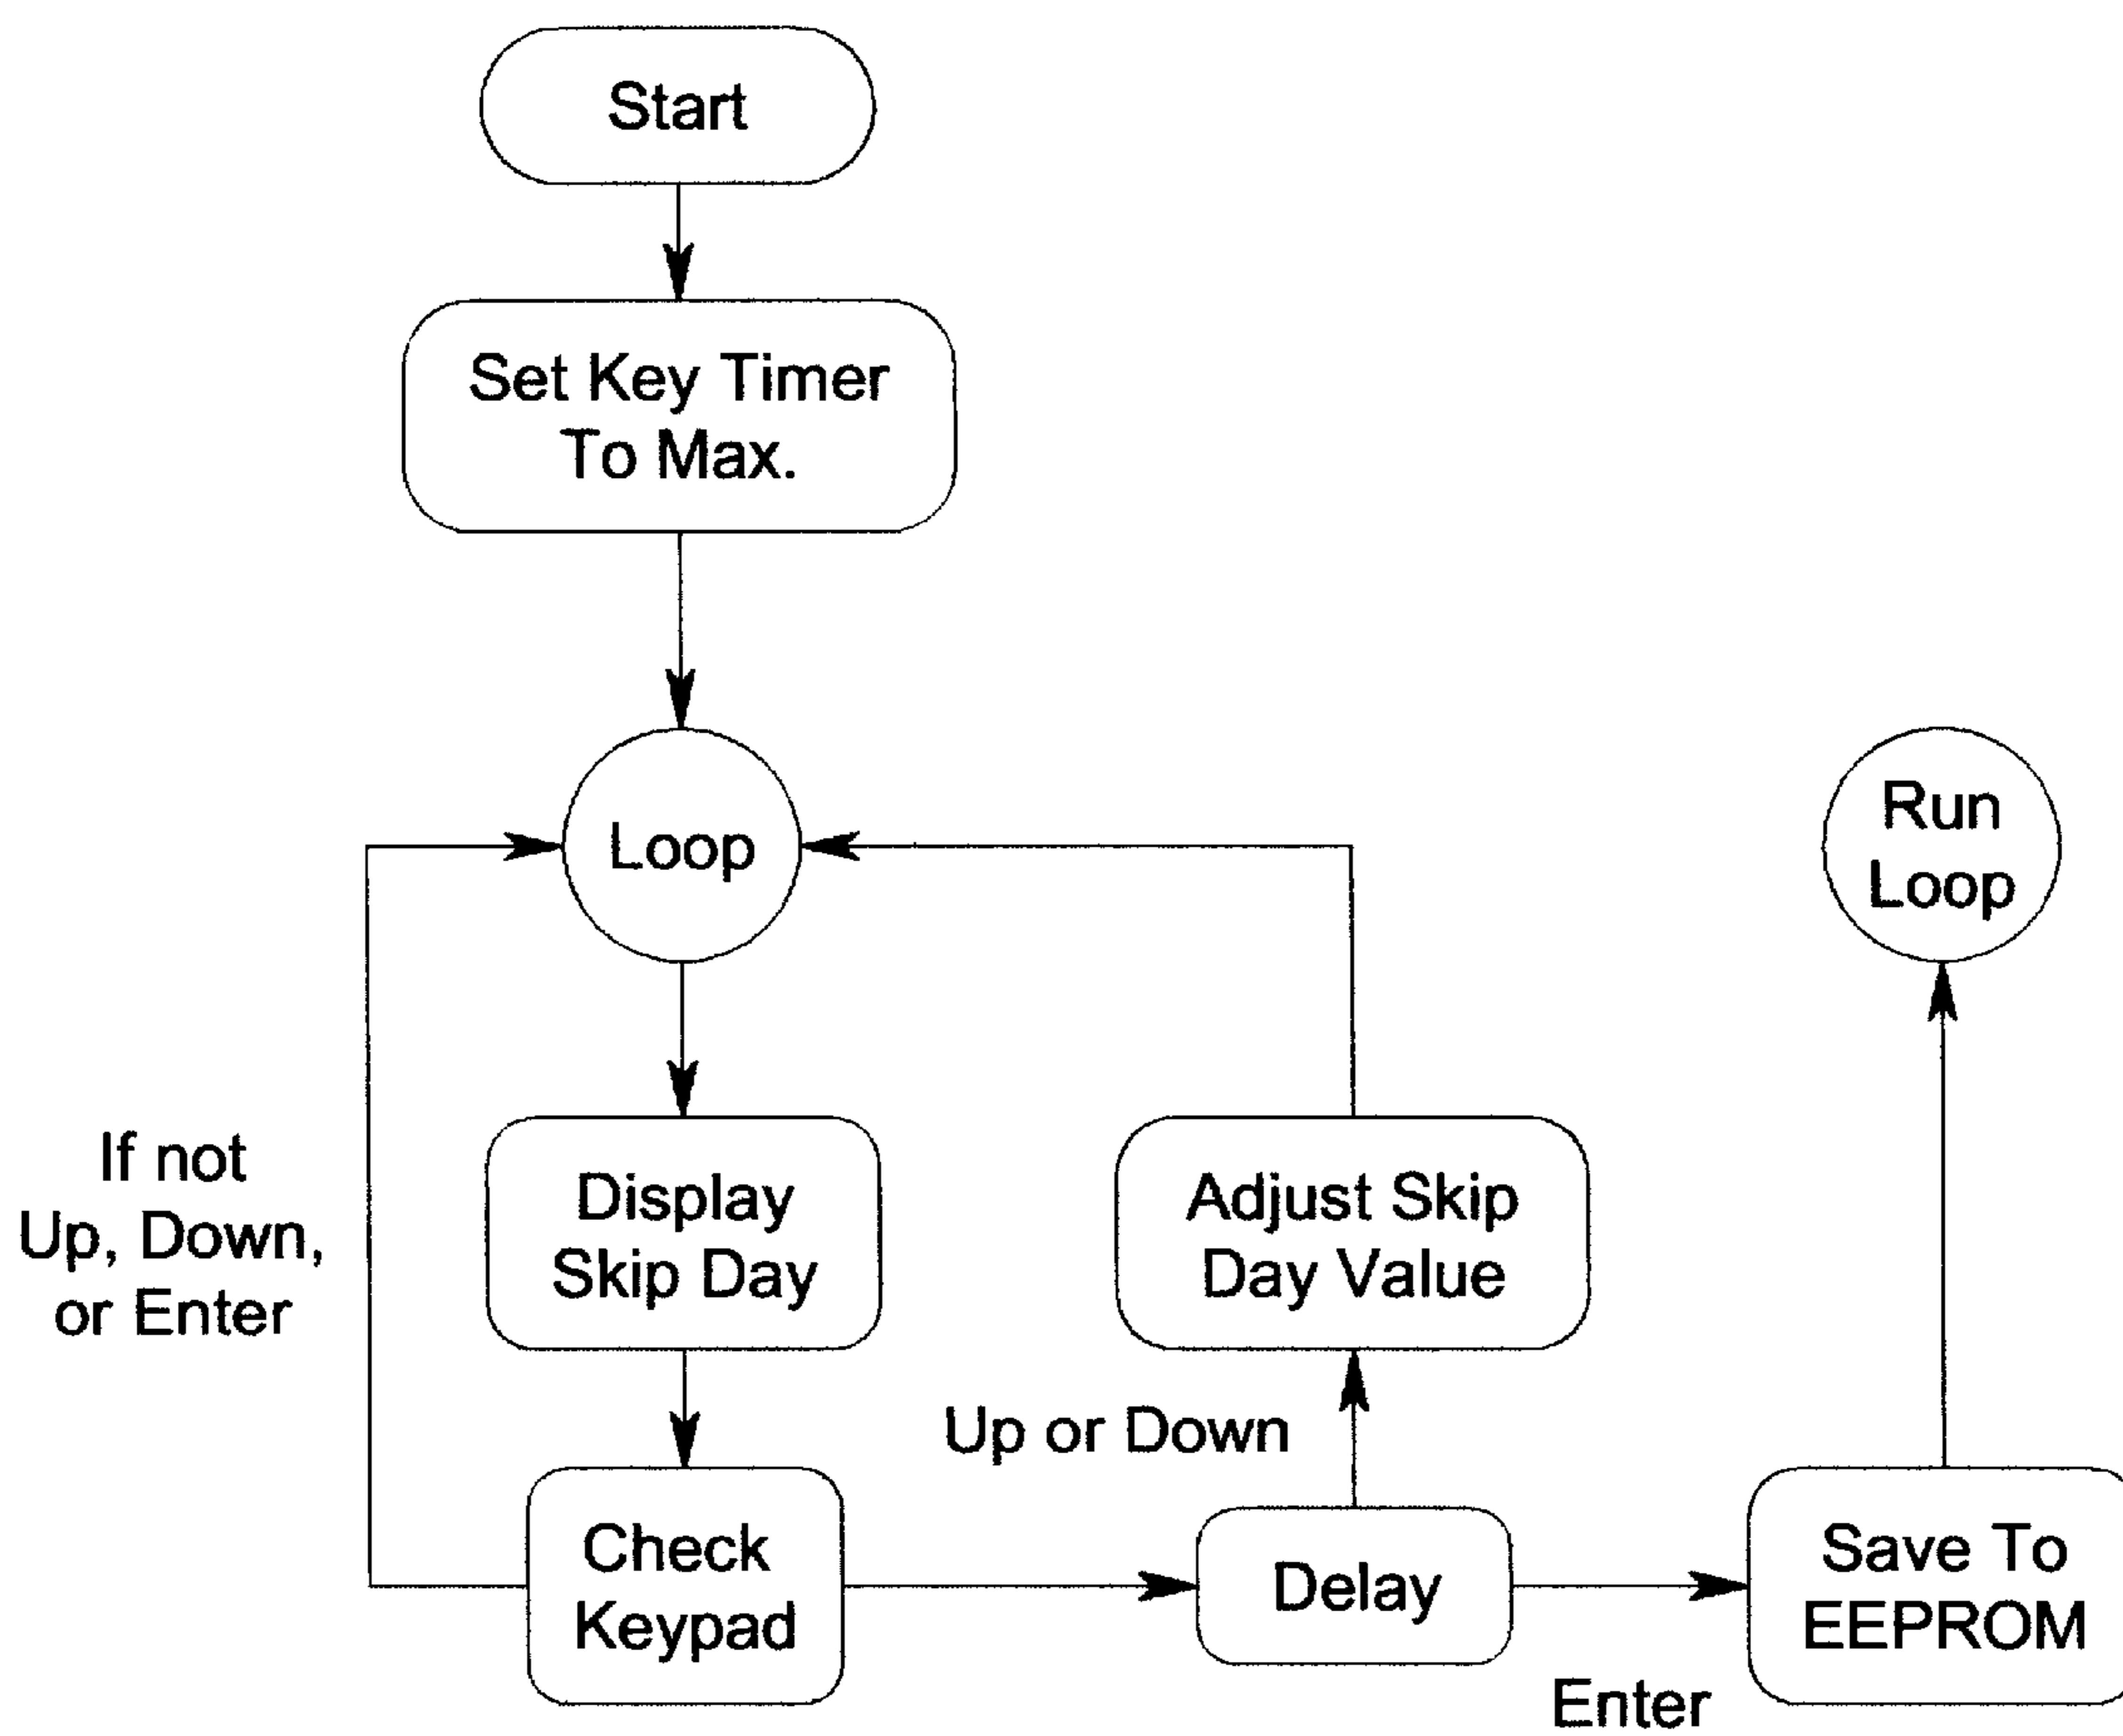 Start
Set Key Timer
To Max.
Loop
Run
Loop
If not
Up, Down,
or Enter
Display
Skip Day
Adjust Skip
Day Value
Up or Down
Check
Keypad
Delay
Save To
EEPROM
Enter